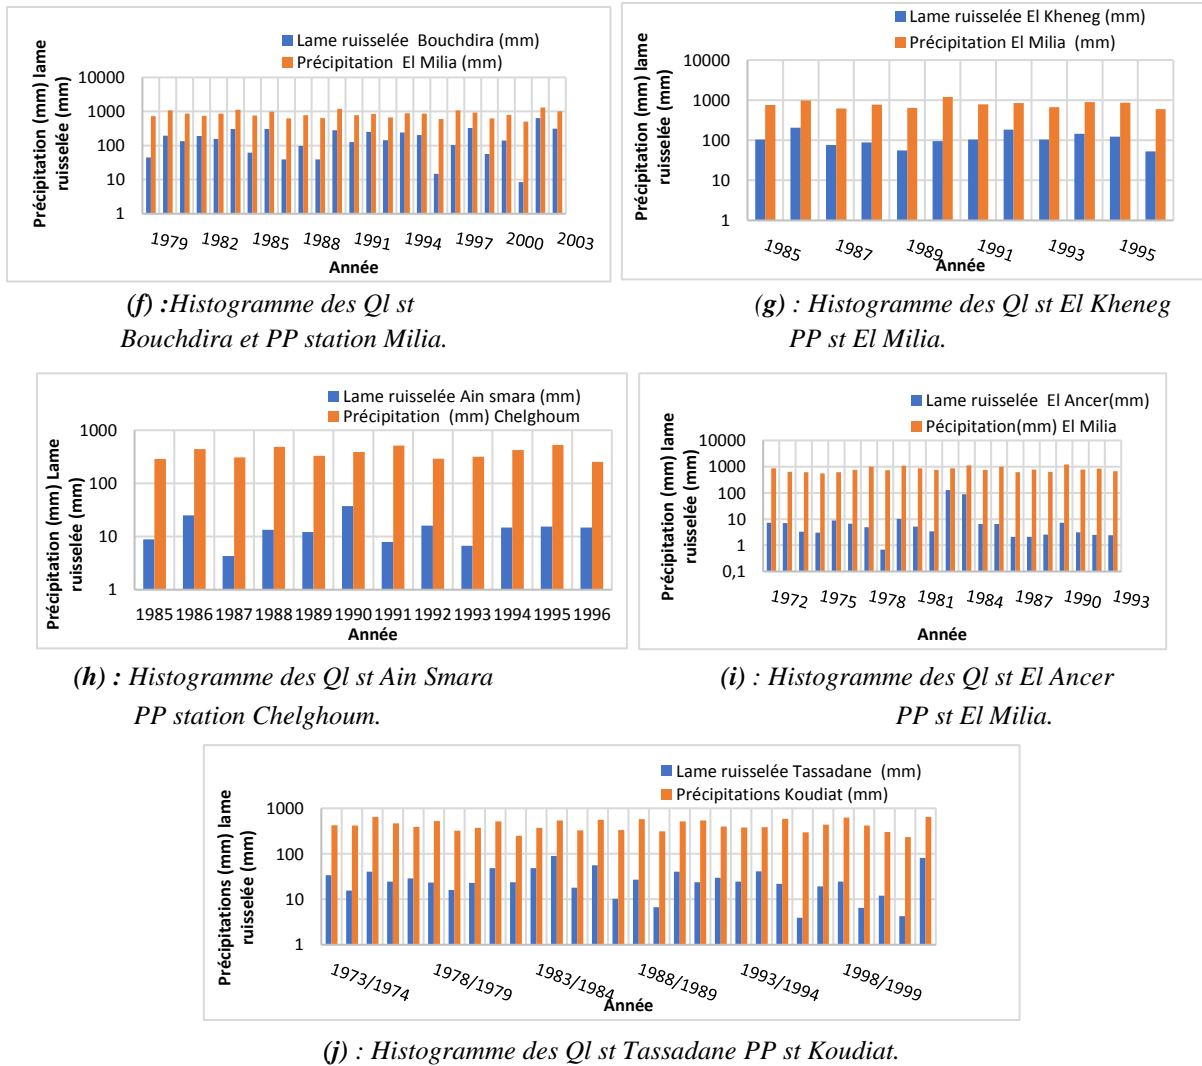 Lame ruisselée Bouchdira (mm)
Précipitation El Milia (mm)
Précipitation (mm) lame
ruisselée (mm)
10000
1000
100
10
1
1979 1982 1985 1988 1991 1994 1997 2000 2003
Année
(f) :Histogramme des Ql st
Bouchdira et PP station Milia.
Lame ruisselée El Kheneg (mm)
Précipitation El Milia (mm)
Précipitation (mm) lame
ruisselée (mm)
10000
1000
100
10
1
1985 1987 1989 1991 1993 1995
Année
(g) : Histogramme des Ql st El Kheneg
PP st El Milia.
Lame ruisselée Ain smara (mm)
Précipitation (mm) Chelghoum
Précipitation (mm) Lame
ruisselée (mm)
1000
100
10
1
1985 1986 1987 1988 1989 1990 1991 1992 1993 1994 1995 1996
Année
(h) : Histogramme des Ql st Ain Smara
PP station Chelghoum.
Lame ruisselée El Ancer(mm)
Pécipitation(mm) El Milia
Précipitation (mm) lame
ruisselée (mm)
10000
1000
100
10
1
0,1
1972 1975 1978 1981 1984 1987 1990 1993
Année
(i) : Histogramme des Ql st El Ancer
PP st El Milia.
Lame ruisselée Tassadane (mm)
Précipitations Koudiat (mm)
Précipitations (mm) lame
ruisselée (mm)
1000
100
10
1
1973/1974 1978/1979 1983/1984 1988/1989 1993/1994 1998/1999
Année
(j) : Histogramme des Ql st Tassadane PP st Koudiat.